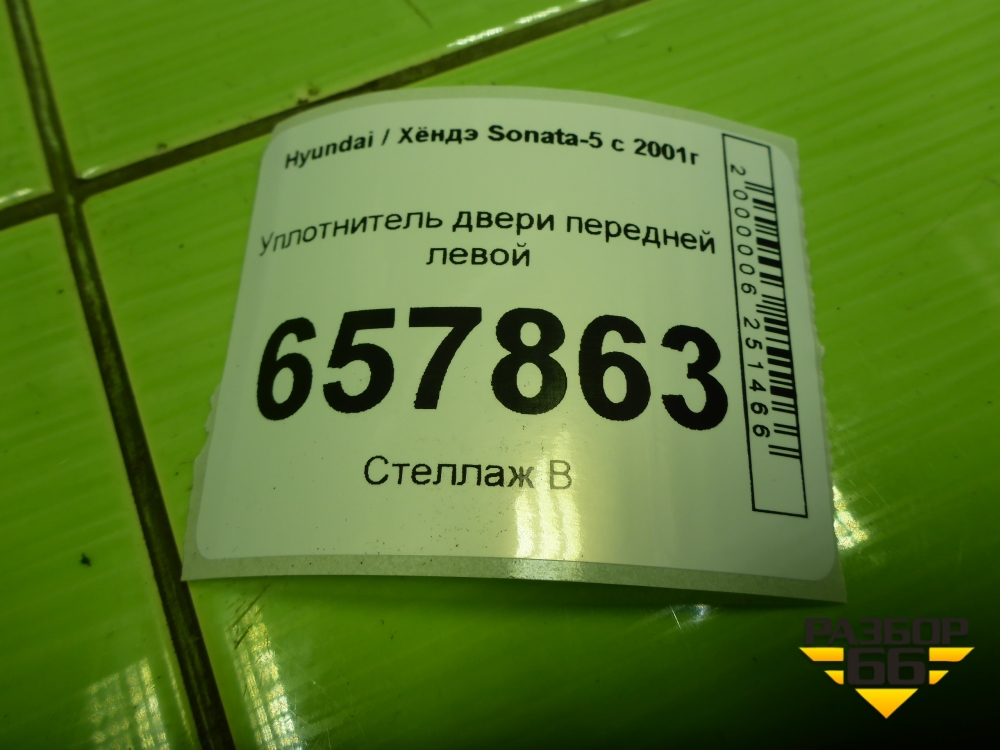 Hyundai / Хёндэ Sonata-5 с 2001г
Уплотнитель двери передней
левой
657863
Стеллаж В
2000006251466
РАЗБОР
66